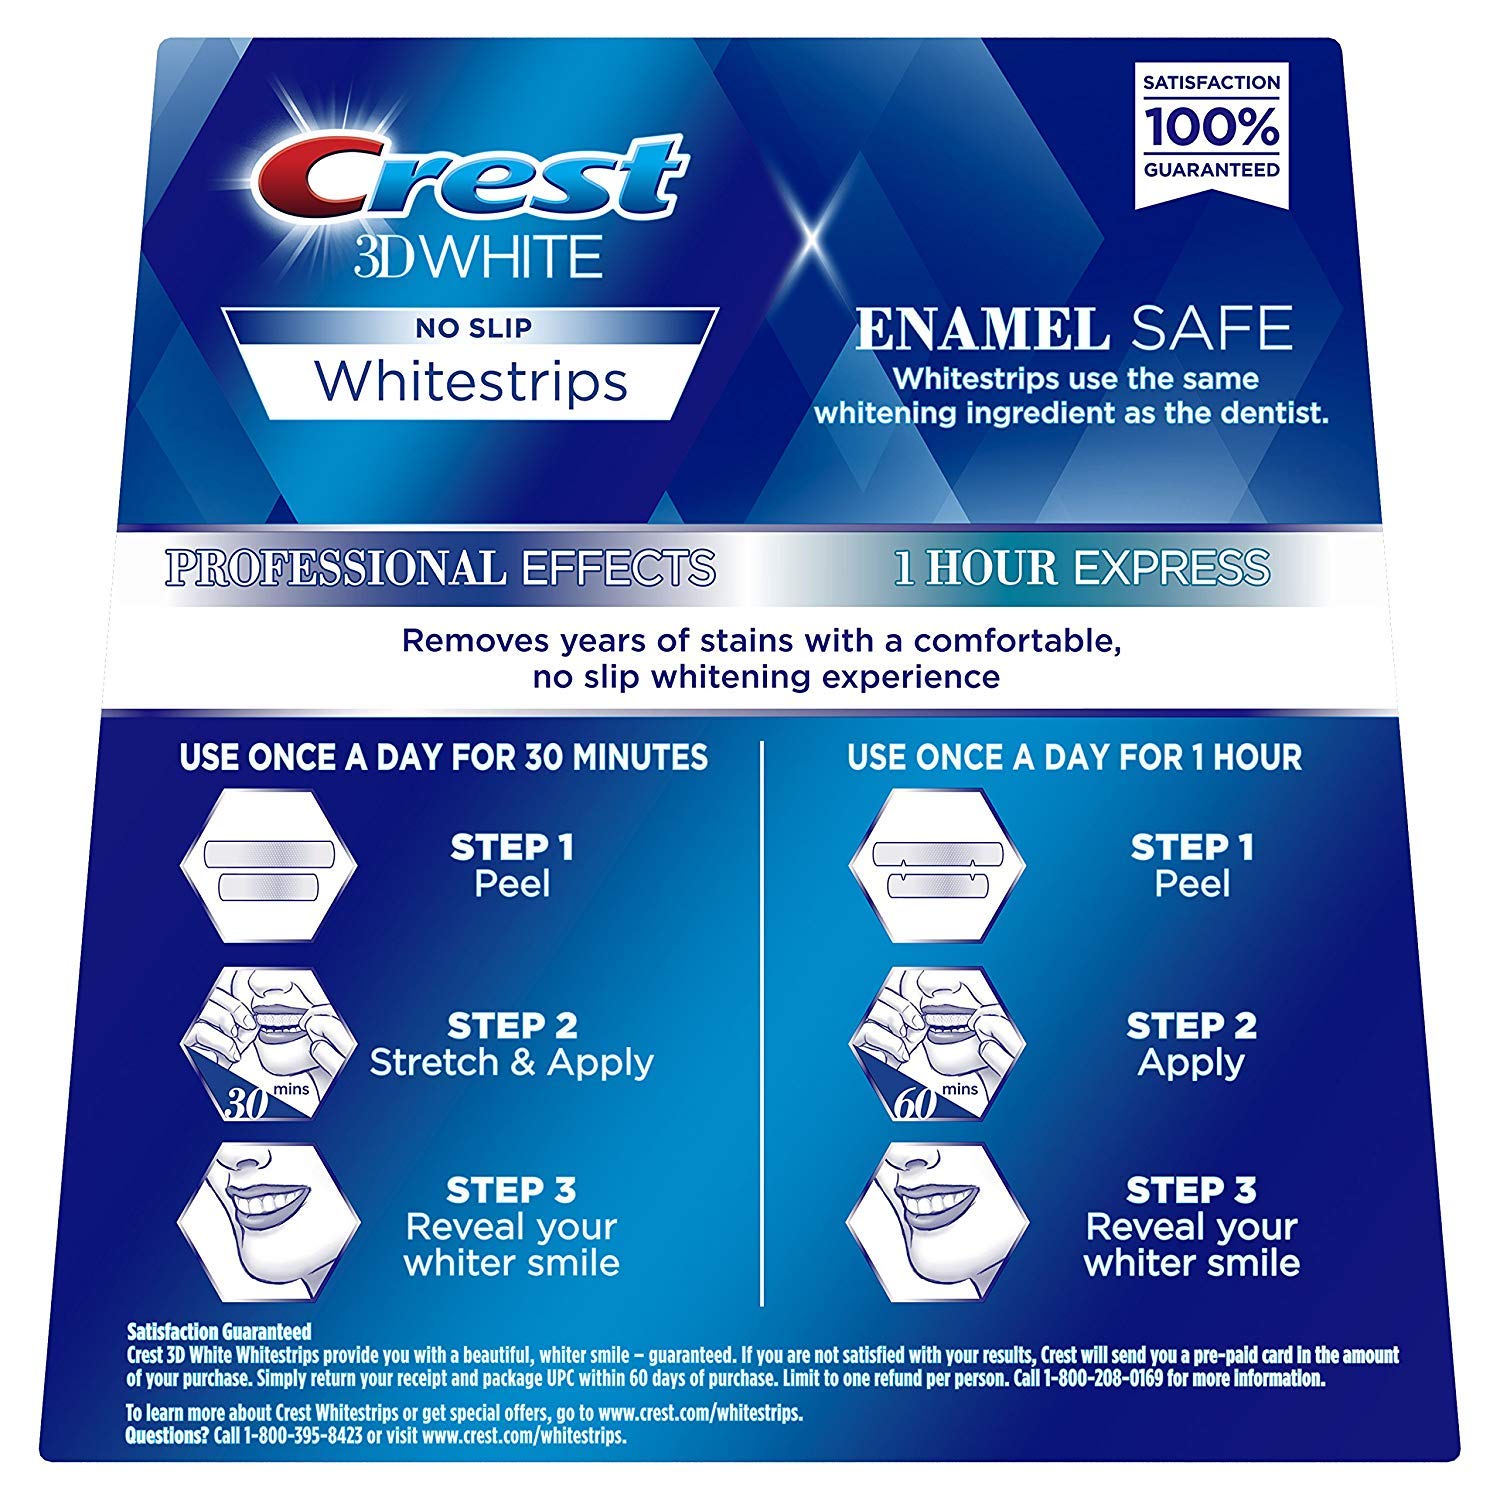 Crest
3D WHITE
NO SLIP
Whitestrips
SATISFACTION
100%
GUARANTEED
ENAMEL SAFE
Whitestrips use the same
whitening ingredient as the dentist.
PROFESSIONAL EFFECTS
1 HOUR EXPRESS
Removes years of stains with a comfortable,
no slip whitening experience
USE ONCE A DAY FOR 30 MINUTES
STEP 1
Peel
STEP 2
Stretch & Apply
30 mins
STEP 3
Reveal your
whiter smile
USE ONCE A DAY FOR 1 HOUR
STEP 1
Peel
STEP 2
Apply
60 mins
STEP 3
Reveal your
whiter smile
Satisfaction Guaranteed
Crest 3D White Whitestrips provide you with a beautiful, whiter smile – guaranteed. If you are not satisfied with your results, Crest will send you a pre-paid card in the amount
of your purchase. Simply return your receipt and package UPC within 60 days of purchase. Limit to one refund per person. Call 1-800-208-0169 for more information.
To learn more about Crest Whitestrips or get special offers, go to www.crest.com/whitestrips.
Questions? Call 1-800-395-8423 or visit www.crest.com/whitestrips.